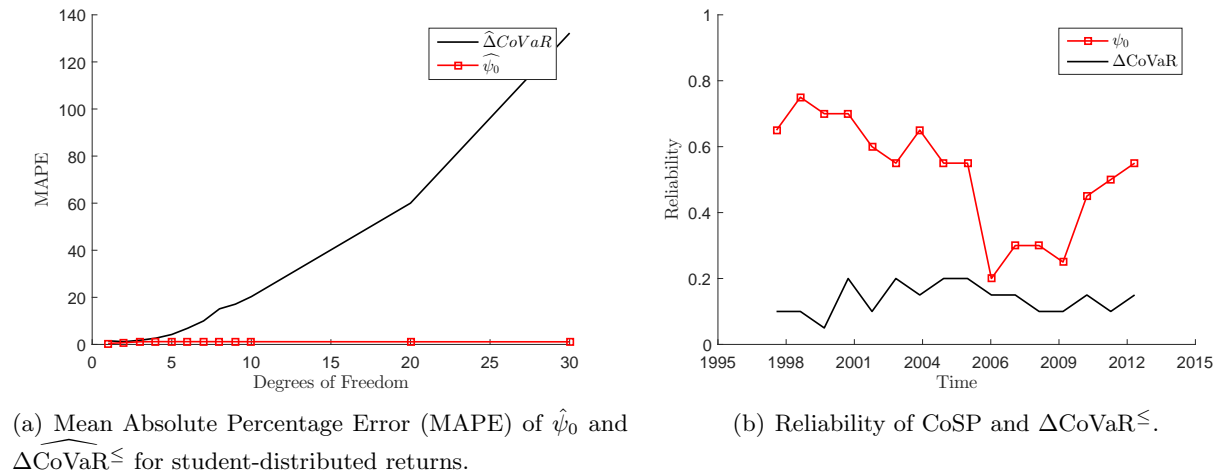 140
120
100
80
60
40
20
0
MAPE
0 5 10 15 20 25 30
Degrees of Freedom
Δ̂CoVaR
ψ̂₀
1
0.8
0.6
0.4
0.2
0
Reliability
1995 1998 2001 2004 2006 2009 2012 2015
Time
ψ₀
ΔCoVaR
(a) Mean Absolute Percentage Error (MAPE) of ψ̂₀ and
Δ̂CoVaR≤ for student-distributed returns.
(b) Reliability of CoSP and ΔCoVaR≤.